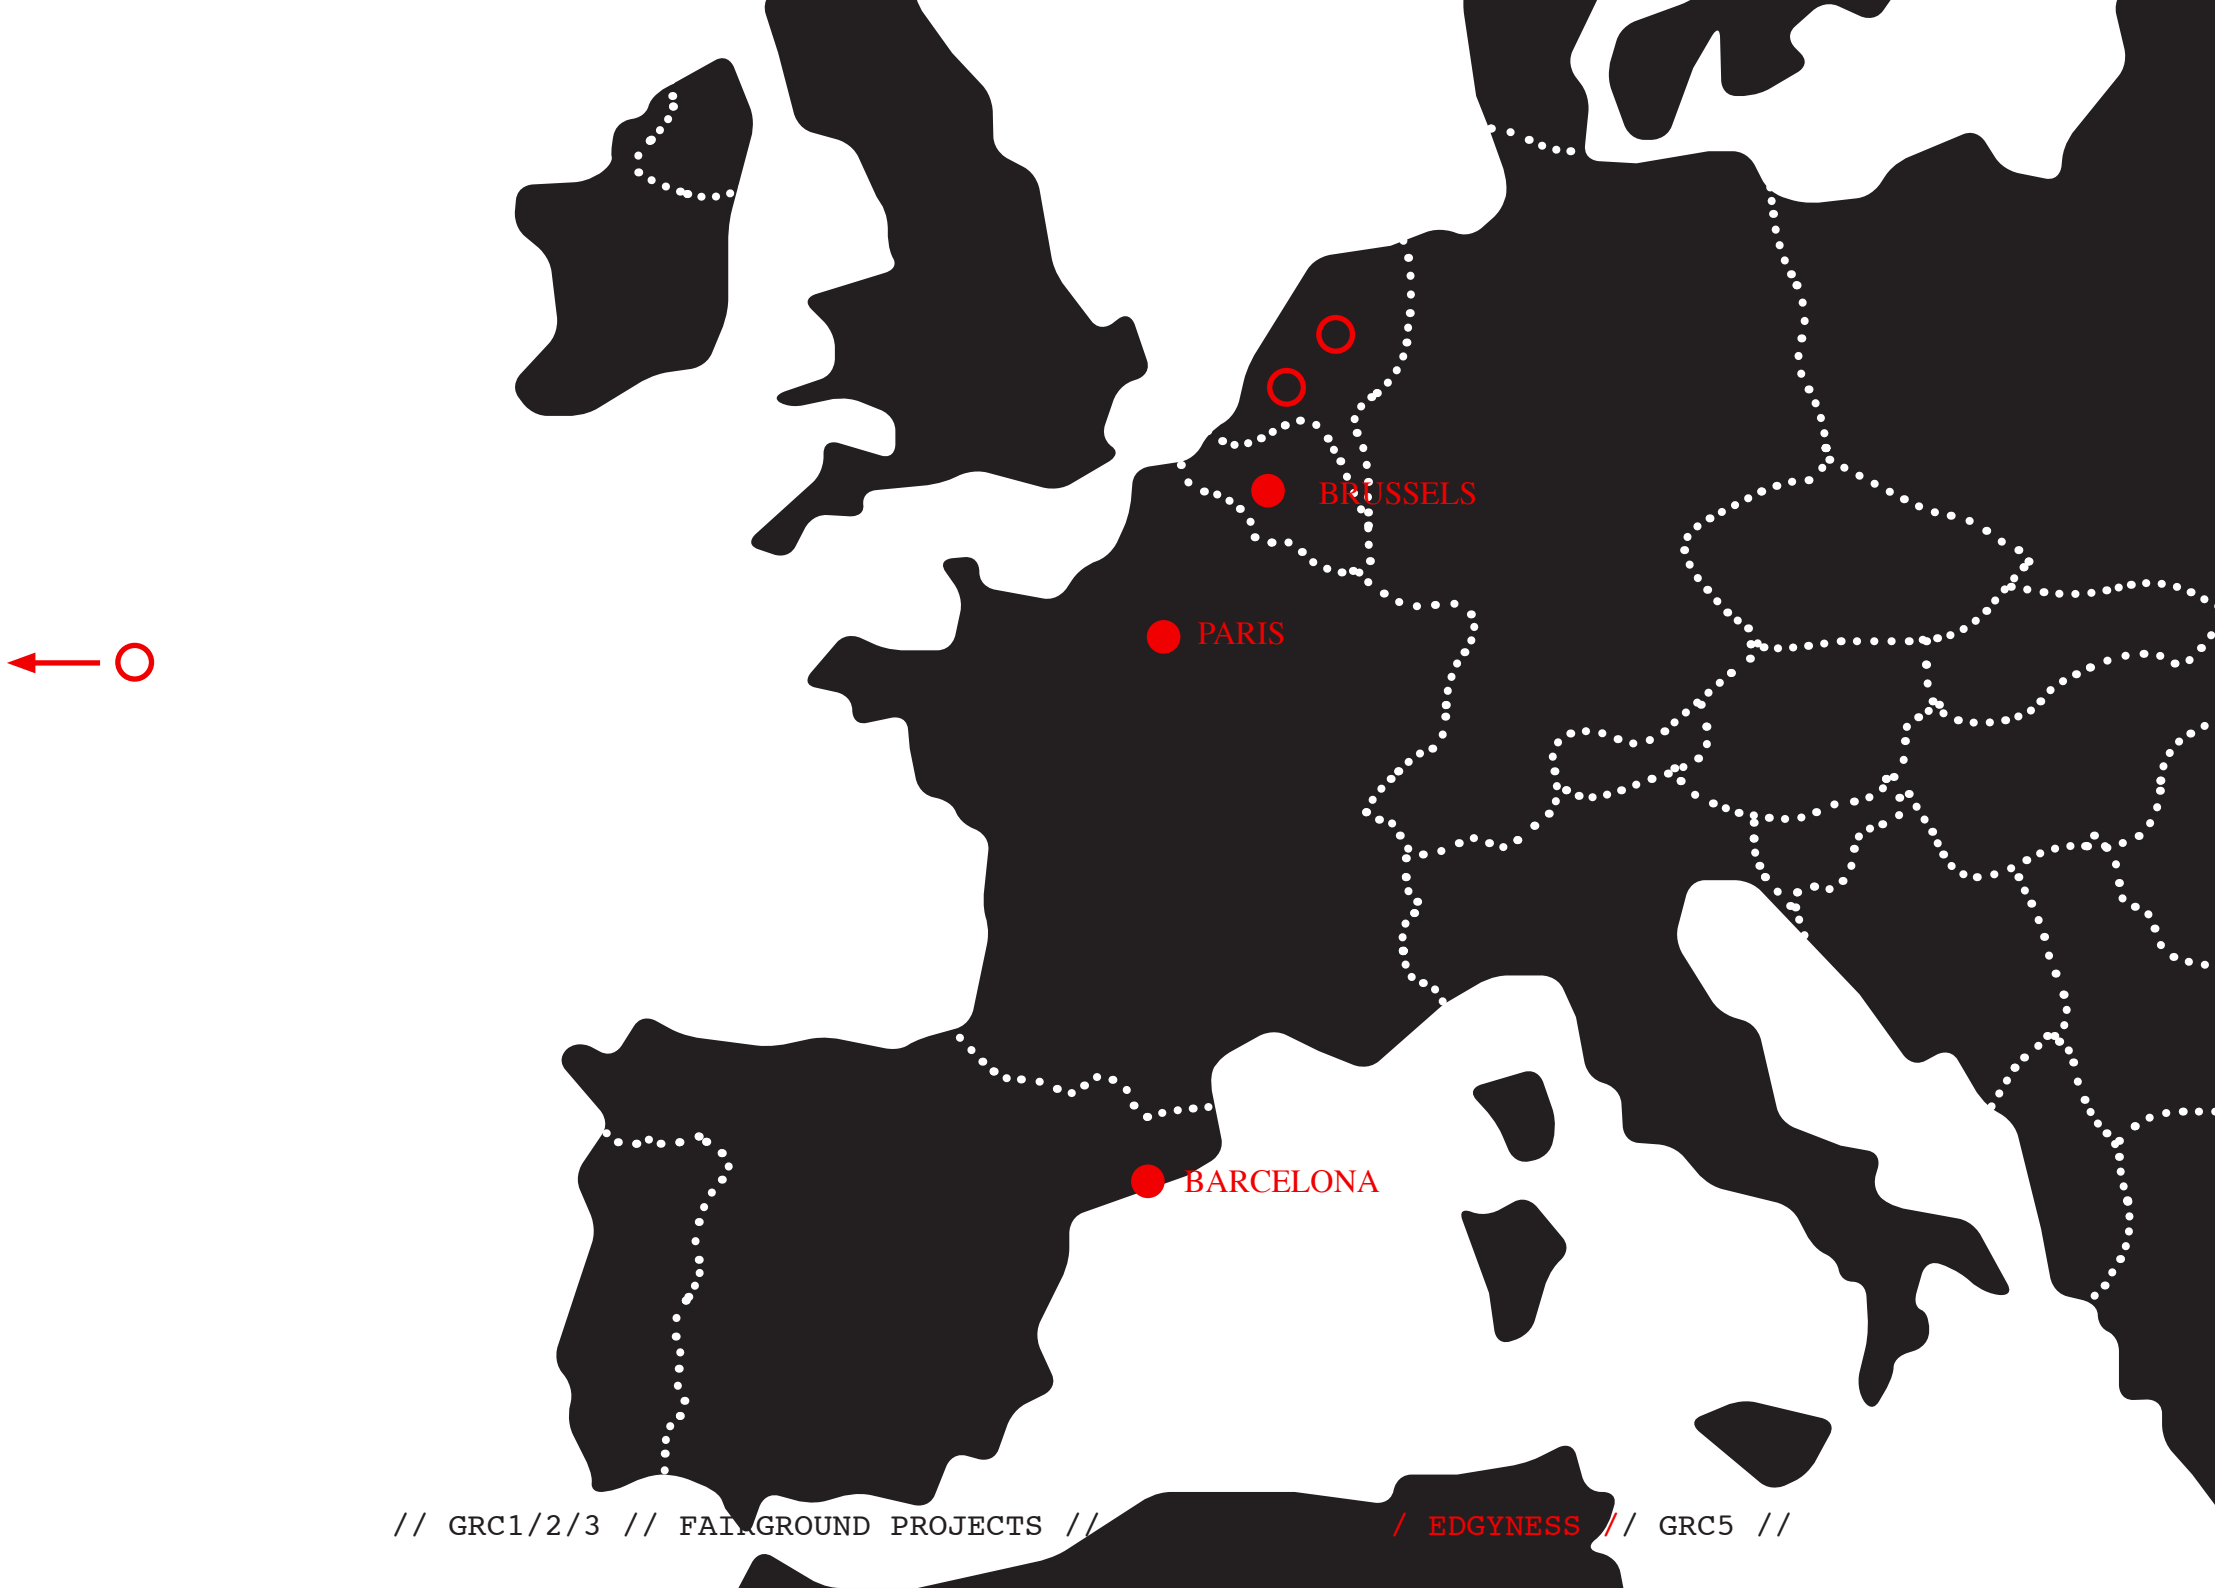 BRUSSELS
PARIS
BARCELONA
// GRC1/2/3 // FAIRGROUND PROJECTS // / EDGYNESS // GRC5 //